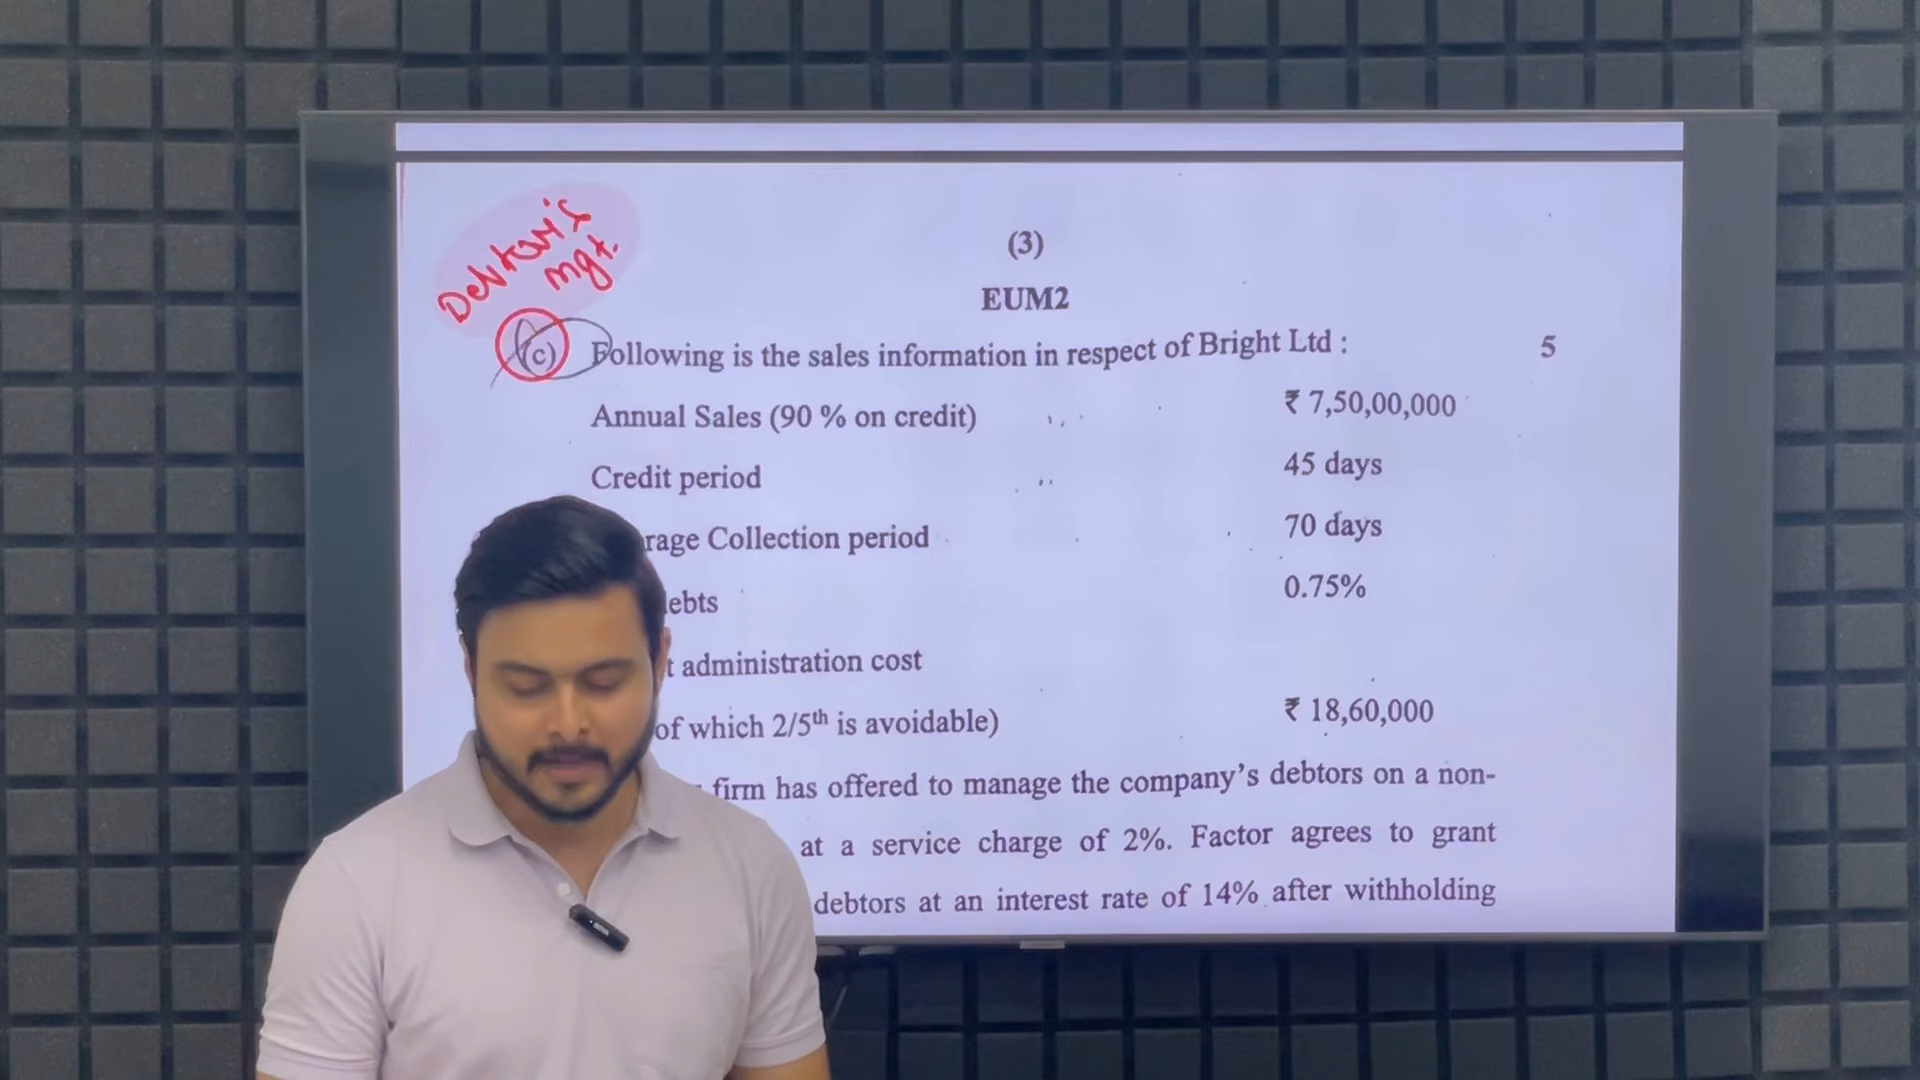 Debtor's
mgt.
(3)
EUM2
(c) Following is the sales information in respect of Bright Ltd : 5
Annual Sales (90 % on credit) ₹ 7,50,00,000
Credit period 45 days
rage Collection period 70 days
ebts 0.75%
t administration cost
of which 2/5th is avoidable) ₹ 18,60,000
firm has offered to manage the company's debtors on a non-
at a service charge of 2%. Factor agrees to grant
debtors at an interest rate of 14% after withholding